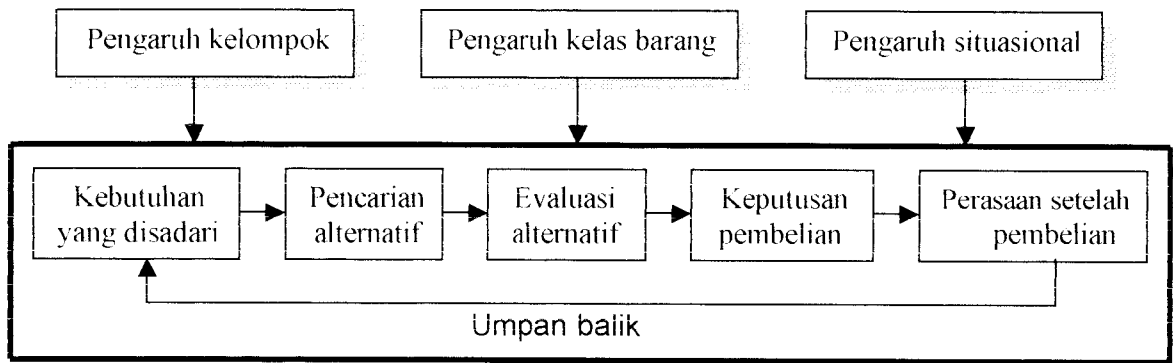 Pengaruh kelompok
Pengaruh kelas barang
Pengaruh situasional
Kebutuhan
yang disadari
Pencarian
alternatif
Evaluasi
alternatif
Keputusan
pembelian
Perasaan setelah
pembelian
Umpan balik